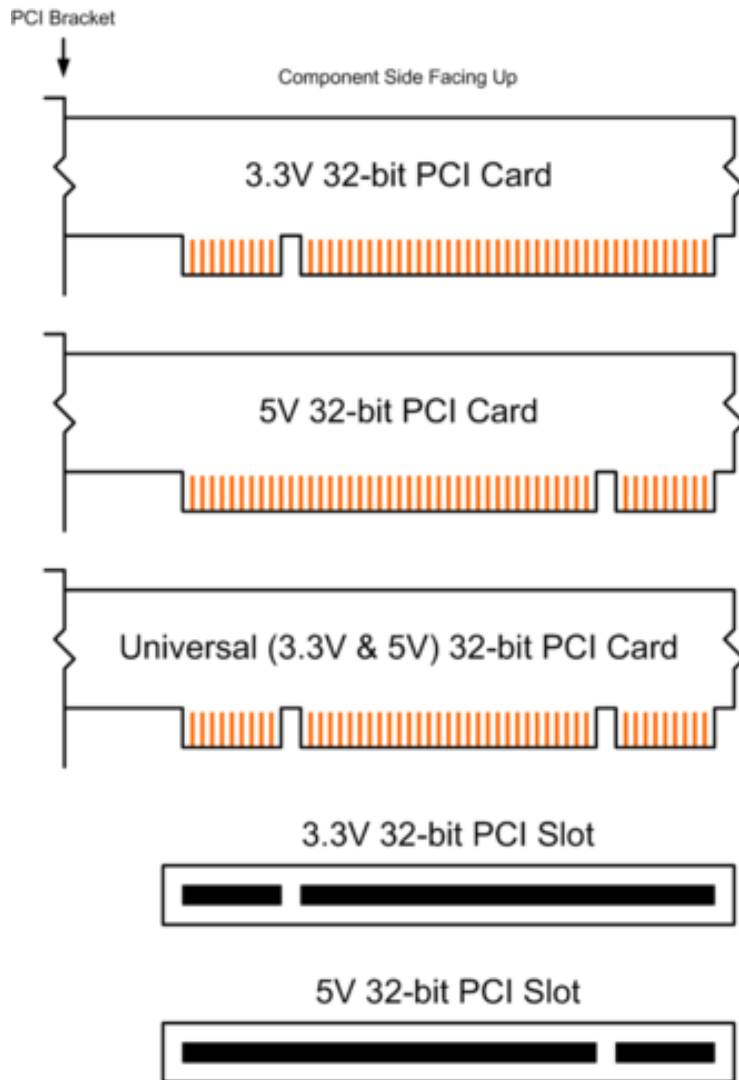 PCI Bracket
Component Side Facing Up
3.3V 32-bit PCI Card
5V 32-bit PCI Card
Universal (3.3V & 5V) 32-bit PCI Card
3.3V 32-bit PCI Slot
5V 32-bit PCI Slot